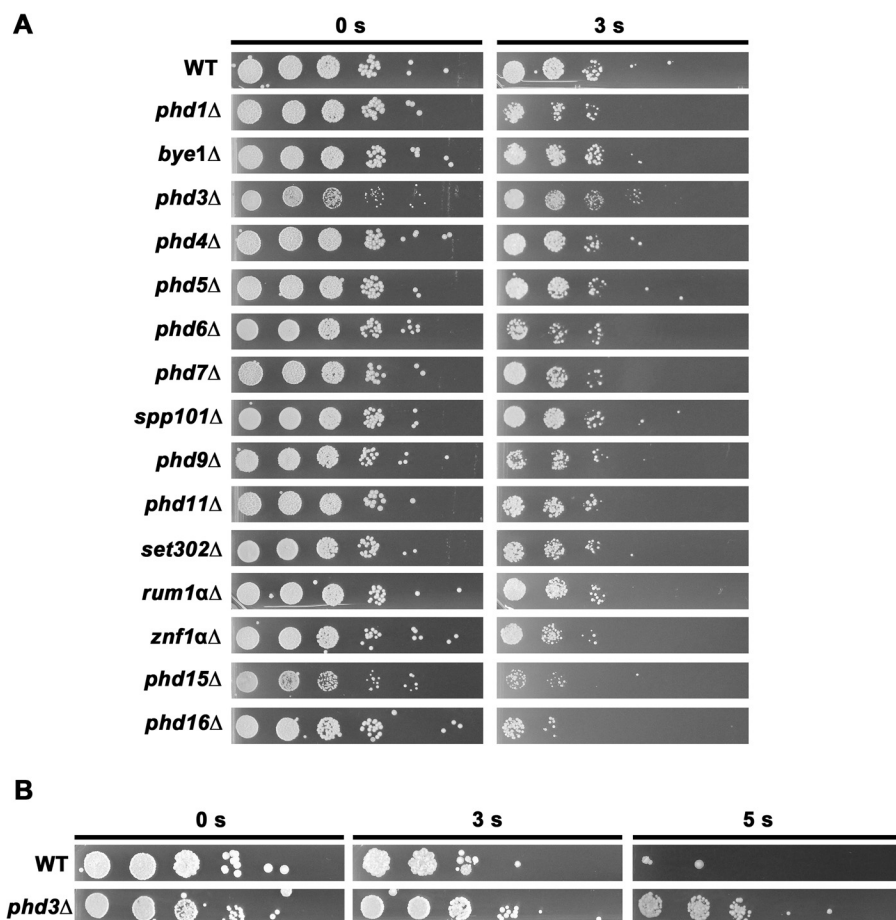 A
0 s 3 s
WT
phd1Δ
bye1Δ
phd3Δ
phd4Δ
phd5Δ
phd6Δ
phd7Δ
spp101Δ
phd9Δ
phd11Δ
set302Δ
rum1αΔ
znf1αΔ
phd15Δ
phd16Δ
B
0 s 3 s 5 s
WT
phd3Δ